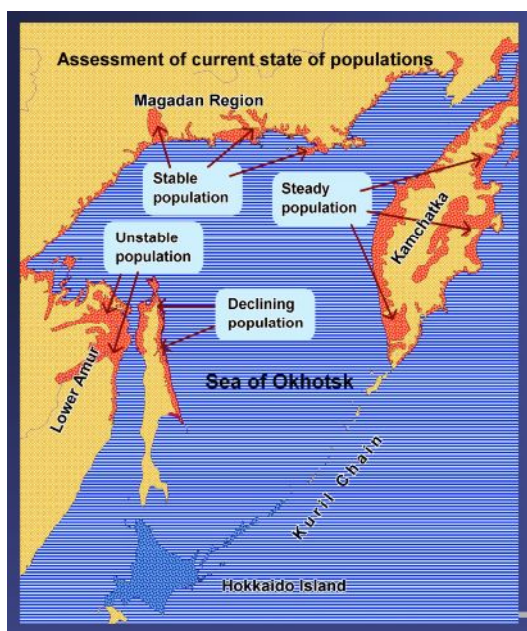 Assessment of current state of populations
Magadan Region
Stable
population
Steady
population
Kamchatka
Unstable
population
Declining
population
Lower Amur
Sea of Okhotsk
Kuril Chain
Hokkaido Island